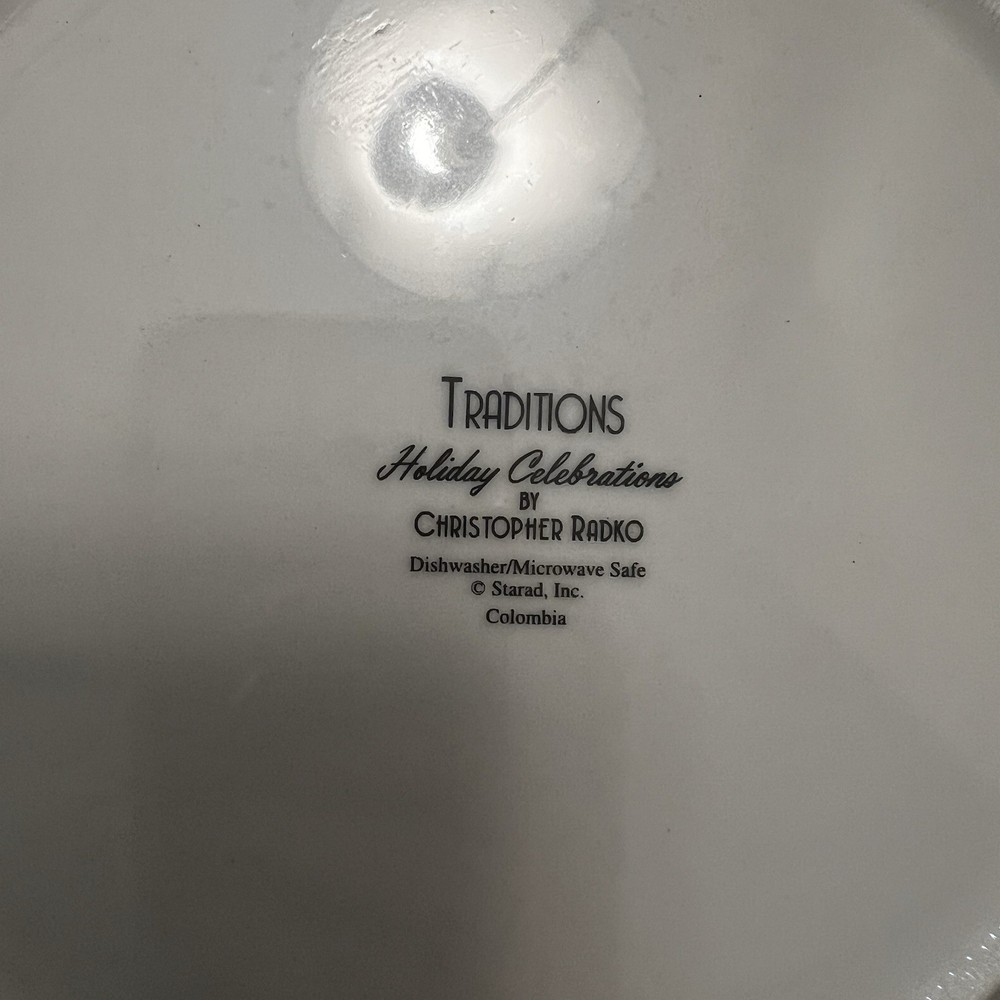 TRADITIONS
Holiday Celebrations
BY
CHRISTOPHER RADKO
Dishwasher/Microwave Safe
© Starad, Inc.
Colombia